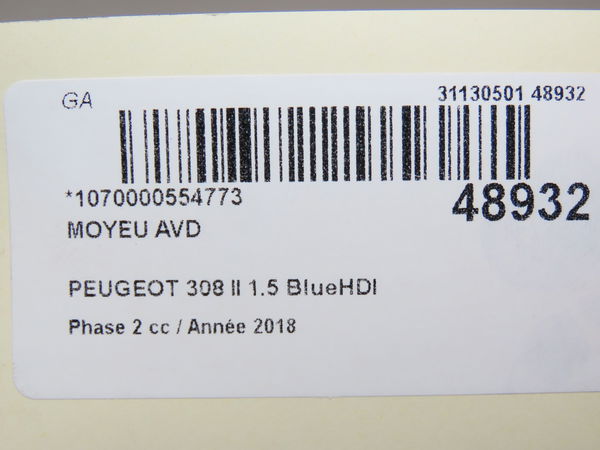 GA
31130501 48932
*1070000554773
48932
MOYEU AVD
PEUGEOT 308 II 1.5 BlueHDI
Phase 2 cc / Année 2018